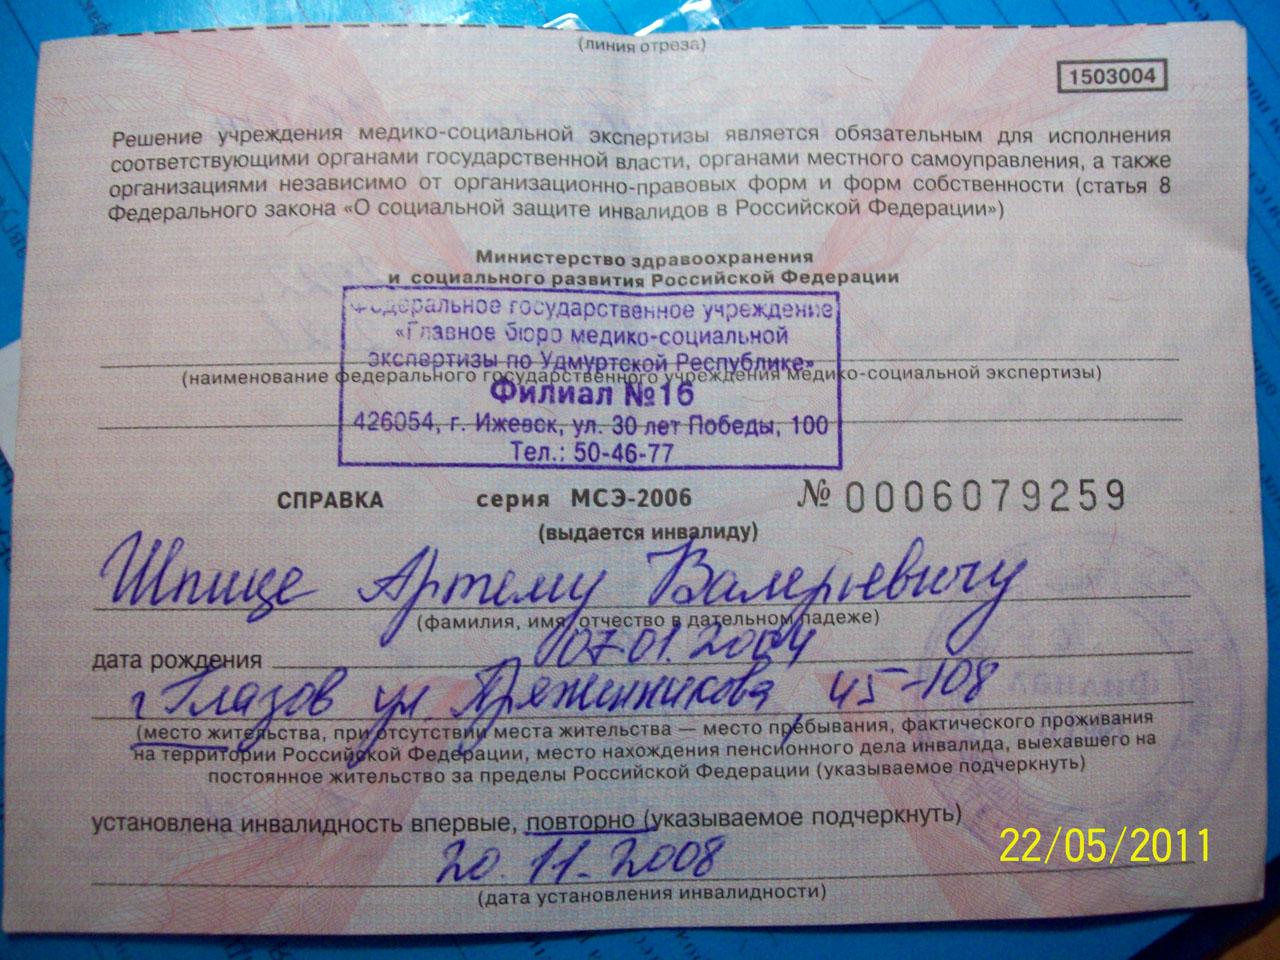 (линия отреза)
1503004
Решение учреждения медико-социальной экспертизы является обязательным для исполнения
соответствующими органами государственной власти, органами местного самоуправления, а также
организациями независимо от организационно-правовых форм и форм собственности (статья 8
Федерального закона «О социальной защите инвалидов в Российской Федерации»)
Министерство здравоохранения
и социального развития Российской Федерации
Федеральное государственное учреждение
«Главное бюро медико-социальной
экспертизы по Удмуртской Республике»
(наименование федерального государственного учреждения медико-социальной экспертизы)
Филиал №16
426054, г. Ижевск, ул. 30 лет Победы, 100
Тел.: 50-46-77
СПРАВКА серия МСЭ-2006 № 0006079259
(выдается инвалиду)
Шпице Артему Валерьевичу
(фамилия, имя, отчество в дательном падеже)
дата рождения 07.01.2004
г Глазов ул. Пряженникова 45-108
(место жительства, при отсутствии места жительства — место пребывания, фактического проживания
на территории Российской Федерации, место нахождения пенсионного дела инвалида, выехавшего на
постоянное жительство за пределы Российской Федерации (указываемое подчеркнуть)
установлена инвалидность впервые, повторно (указываемое подчеркнуть)
20.11.2008
(дата установления инвалидности)
22/05/2011